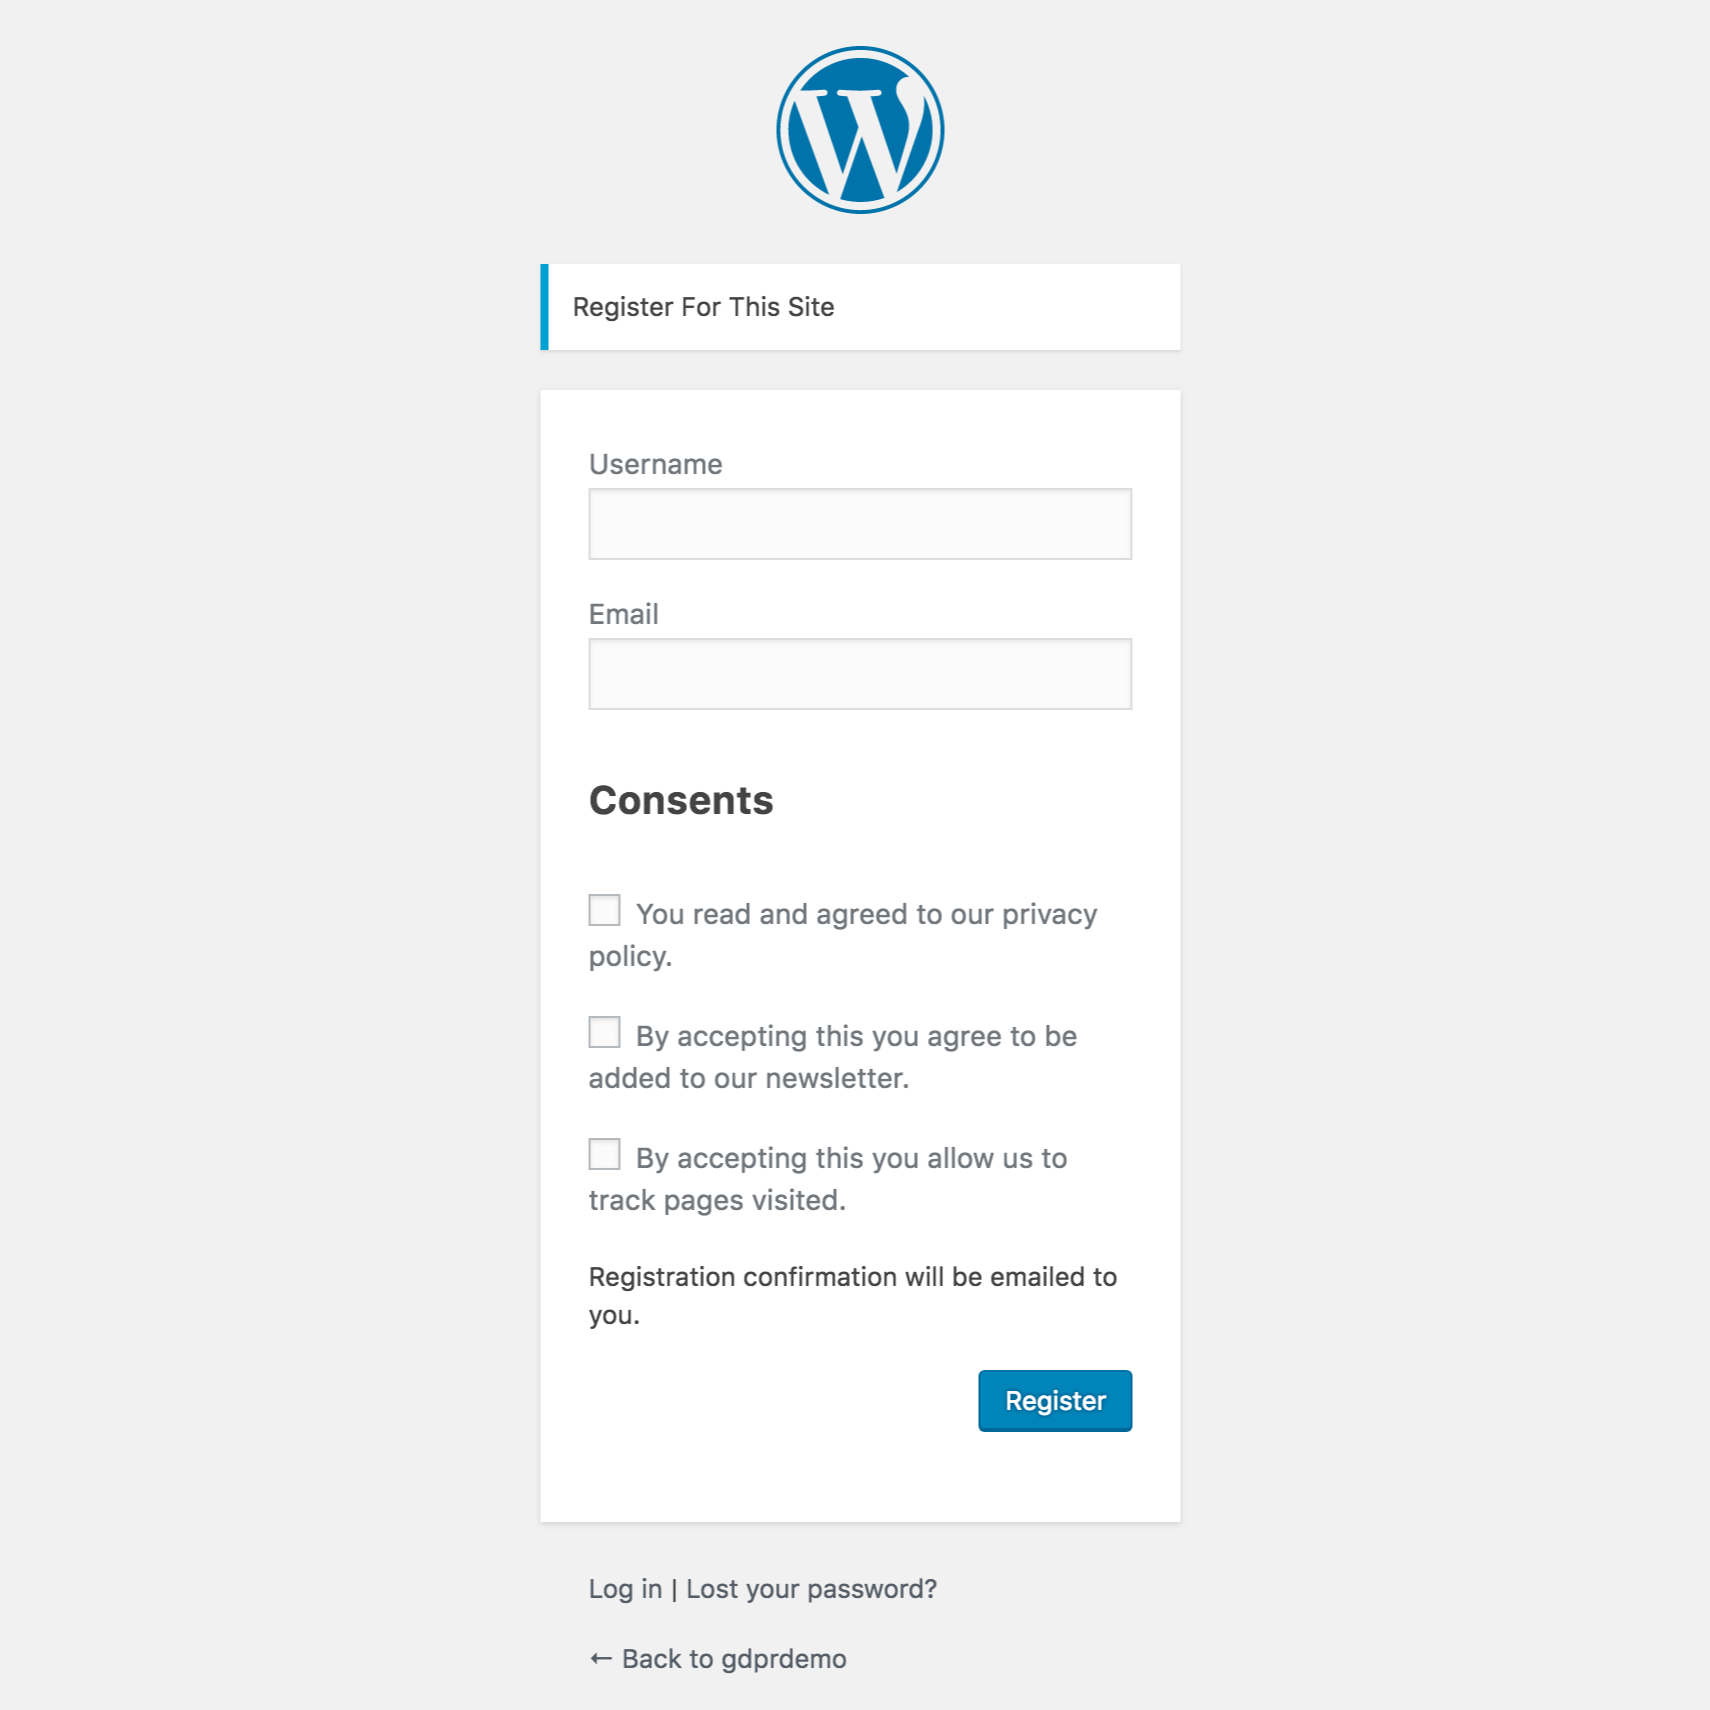 Register For This Site
Username
Email
Consents
You read and agreed to our privacy
policy.
By accepting this you agree to be
added to our newsletter.
By accepting this you allow us to
track pages visited.
Registration confirmation will be emailed to
you.
Register
Log in | Lost your password?
← Back to gdprdemo